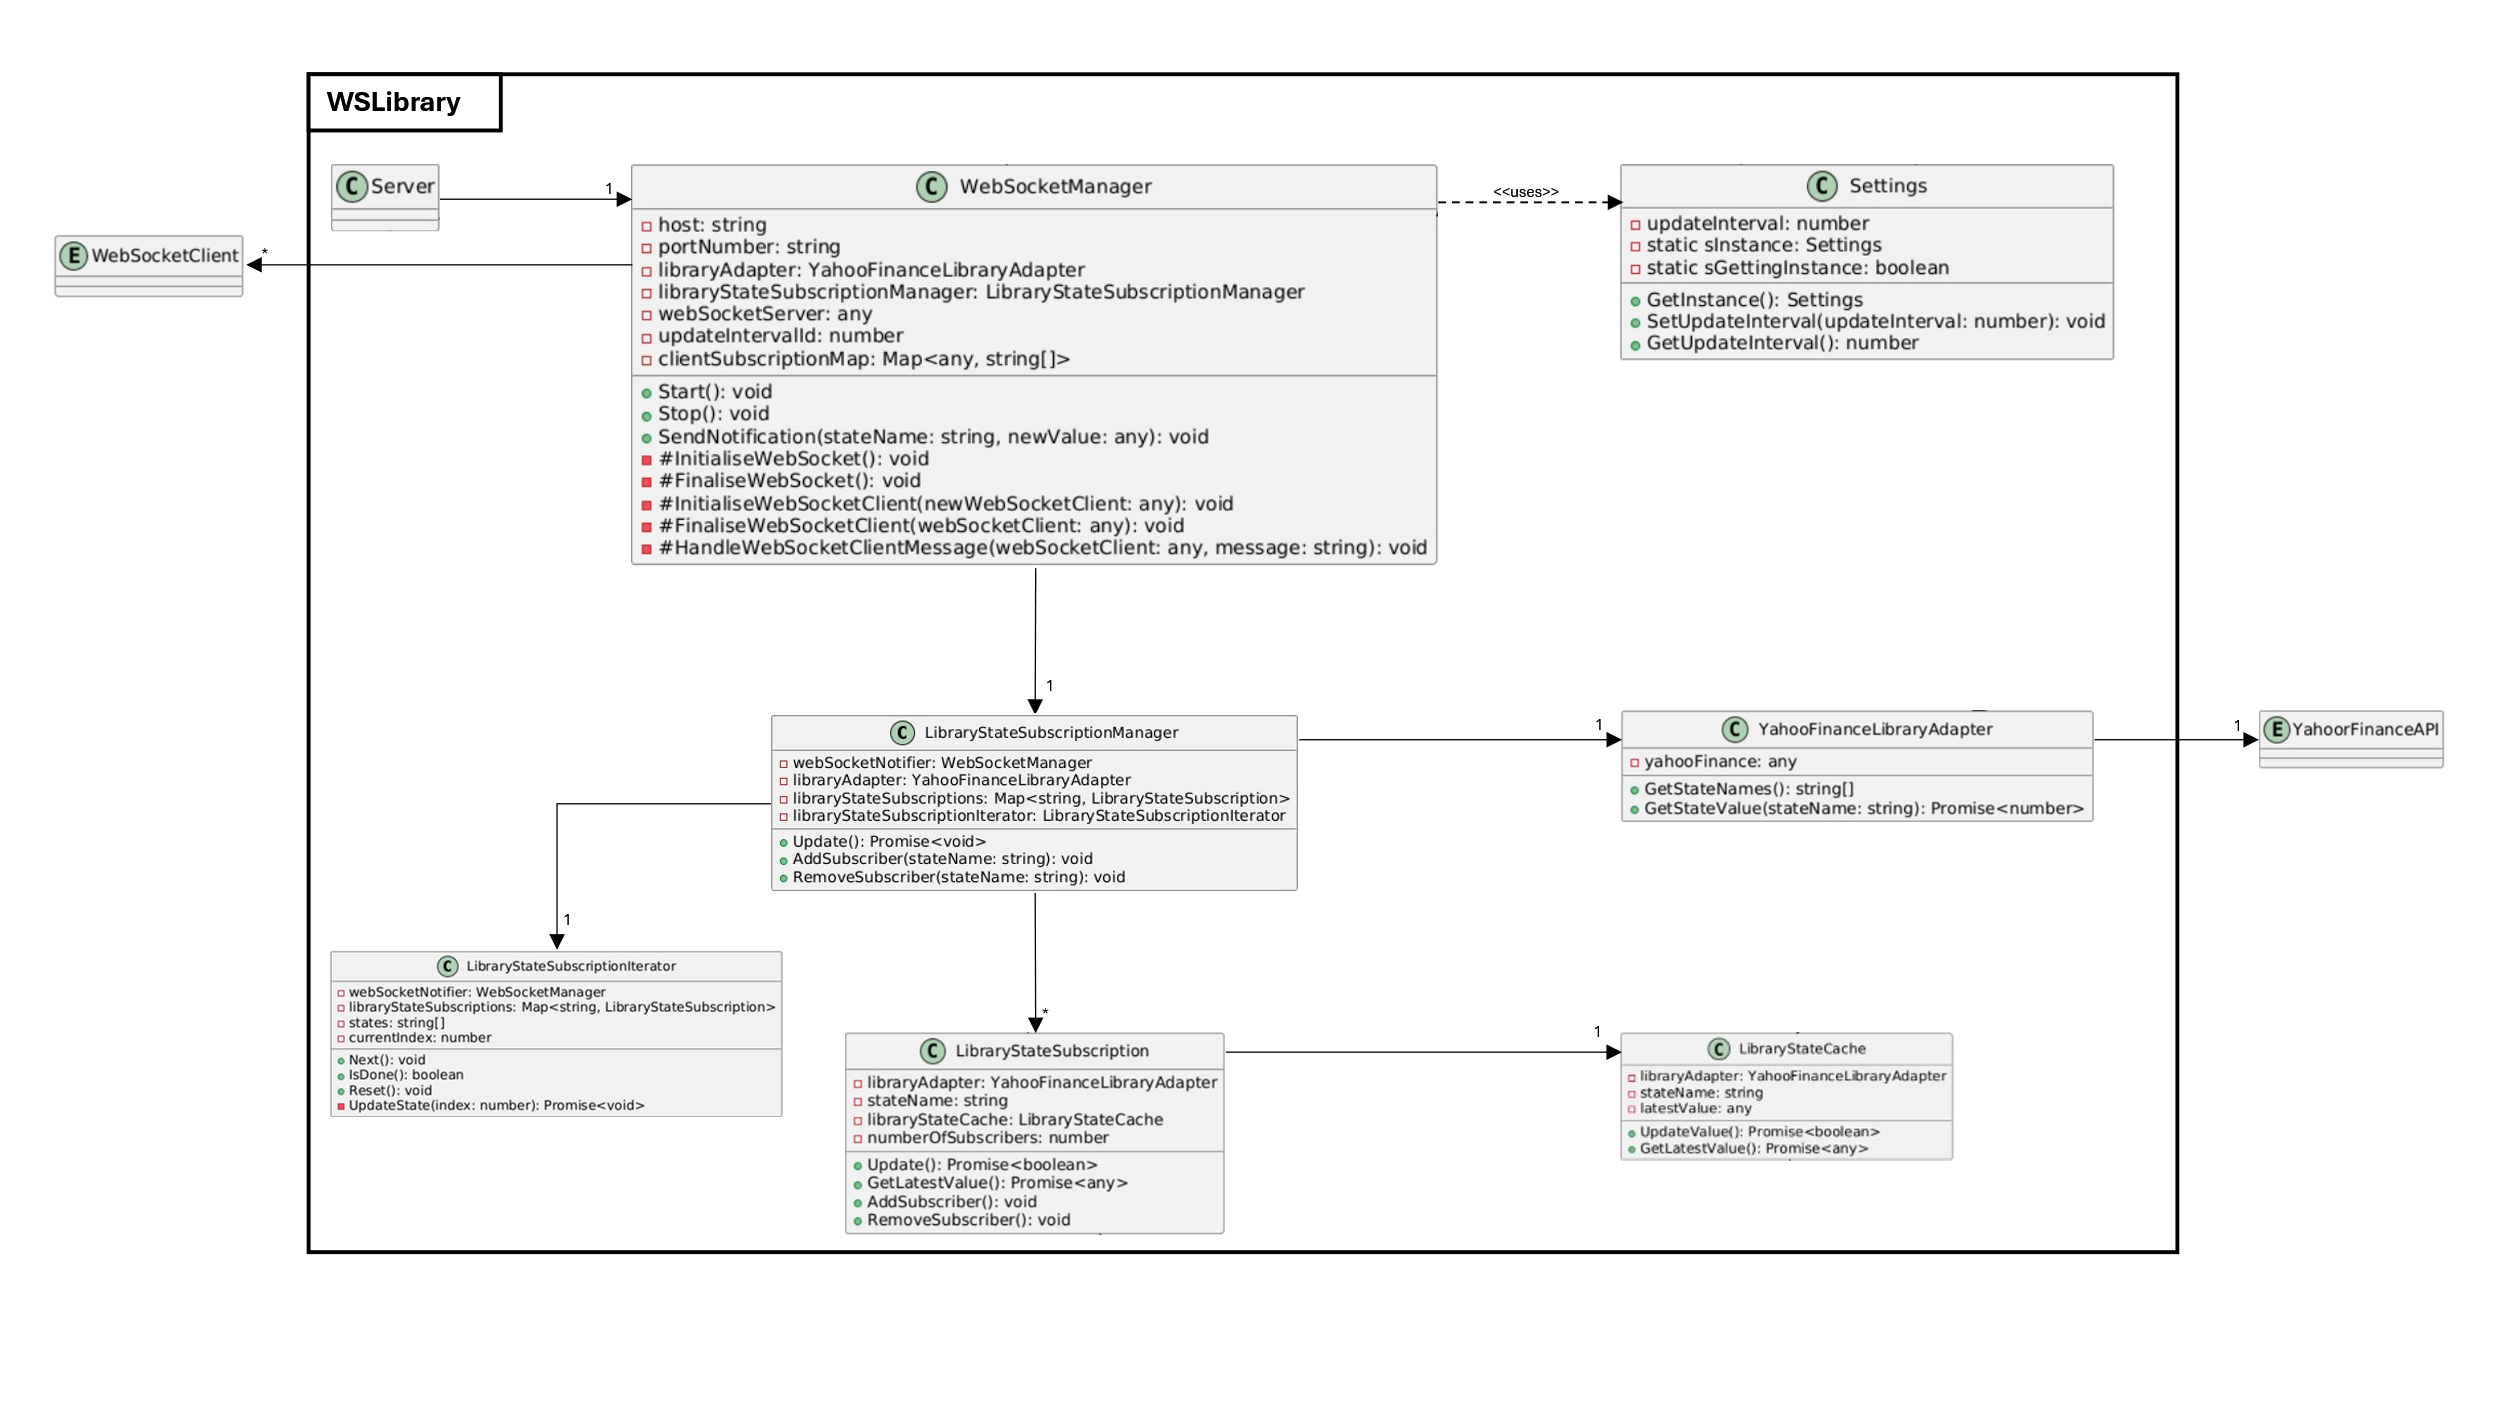 WSLibrary
C Server
1
C WebSocketManager
host: string
portNumber: string
libraryAdapter: YahooFinanceLibraryAdapter
libraryStateSubscriptionManager: LibraryStateSubscriptionManager
webSocketServer: any
updateIntervalId: number
clientSubscriptionMap: Map<any, string[]>
Start(): void
Stop(): void
SendNotification(stateName: string, newValue: any): void
#InitialiseWebSocket(): void
#FinaliseWebSocket(): void
#InitialiseWebSocketClient(newWebSocketClient: any): void
#FinaliseWebSocketClient(webSocketClient: any): void
#HandleWebSocketClientMessage(webSocketClient: any, message: string): void
<<uses>>
C Settings
updateInterval: number
static sInstance: Settings
static sGettingInstance: boolean
GetInstance(): Settings
SetUpdateInterval(updateInterval: number): void
GetUpdateInterval(): number
E WebSocketClient
*
1
C LibraryStateSubscriptionManager
webSocketNotifier: WebSocketManager
libraryAdapter: YahooFinanceLibraryAdapter
libraryStateSubscriptions: Map<string, LibraryStateSubscription>
libraryStateSubscriptionIterator: LibraryStateSubscriptionIterator
Update(): Promise<void>
AddSubscriber(stateName: string): void
RemoveSubscriber(stateName: string): void
1
C YahooFinanceLibraryAdapter
yahooFinance: any
GetStateNames(): string[]
GetStateValue(stateName: string): Promise<number>
1
E YahoorFinanceAPI
1
C LibraryStateSubscriptionIterator
webSocketNotifier: WebSocketManager
libraryStateSubscriptions: Map<string, LibraryStateSubscription>
states: string[]
currentIndex: number
Next(): void
IsDone(): boolean
Reset(): void
UpdateState(index: number): Promise<void>
*
C LibraryStateSubscription
libraryAdapter: YahooFinanceLibraryAdapter
stateName: string
libraryStateCache: LibraryStateCache
numberOfSubscribers: number
Update(): Promise<boolean>
GetLatestValue(): Promise<any>
AddSubscriber(): void
RemoveSubscriber(): void
1
C LibraryStateCache
libraryAdapter: YahooFinanceLibraryAdapter
stateName: string
latestValue: any
UpdateValue(): Promise<boolean>
GetLatestValue(): Promise<any>